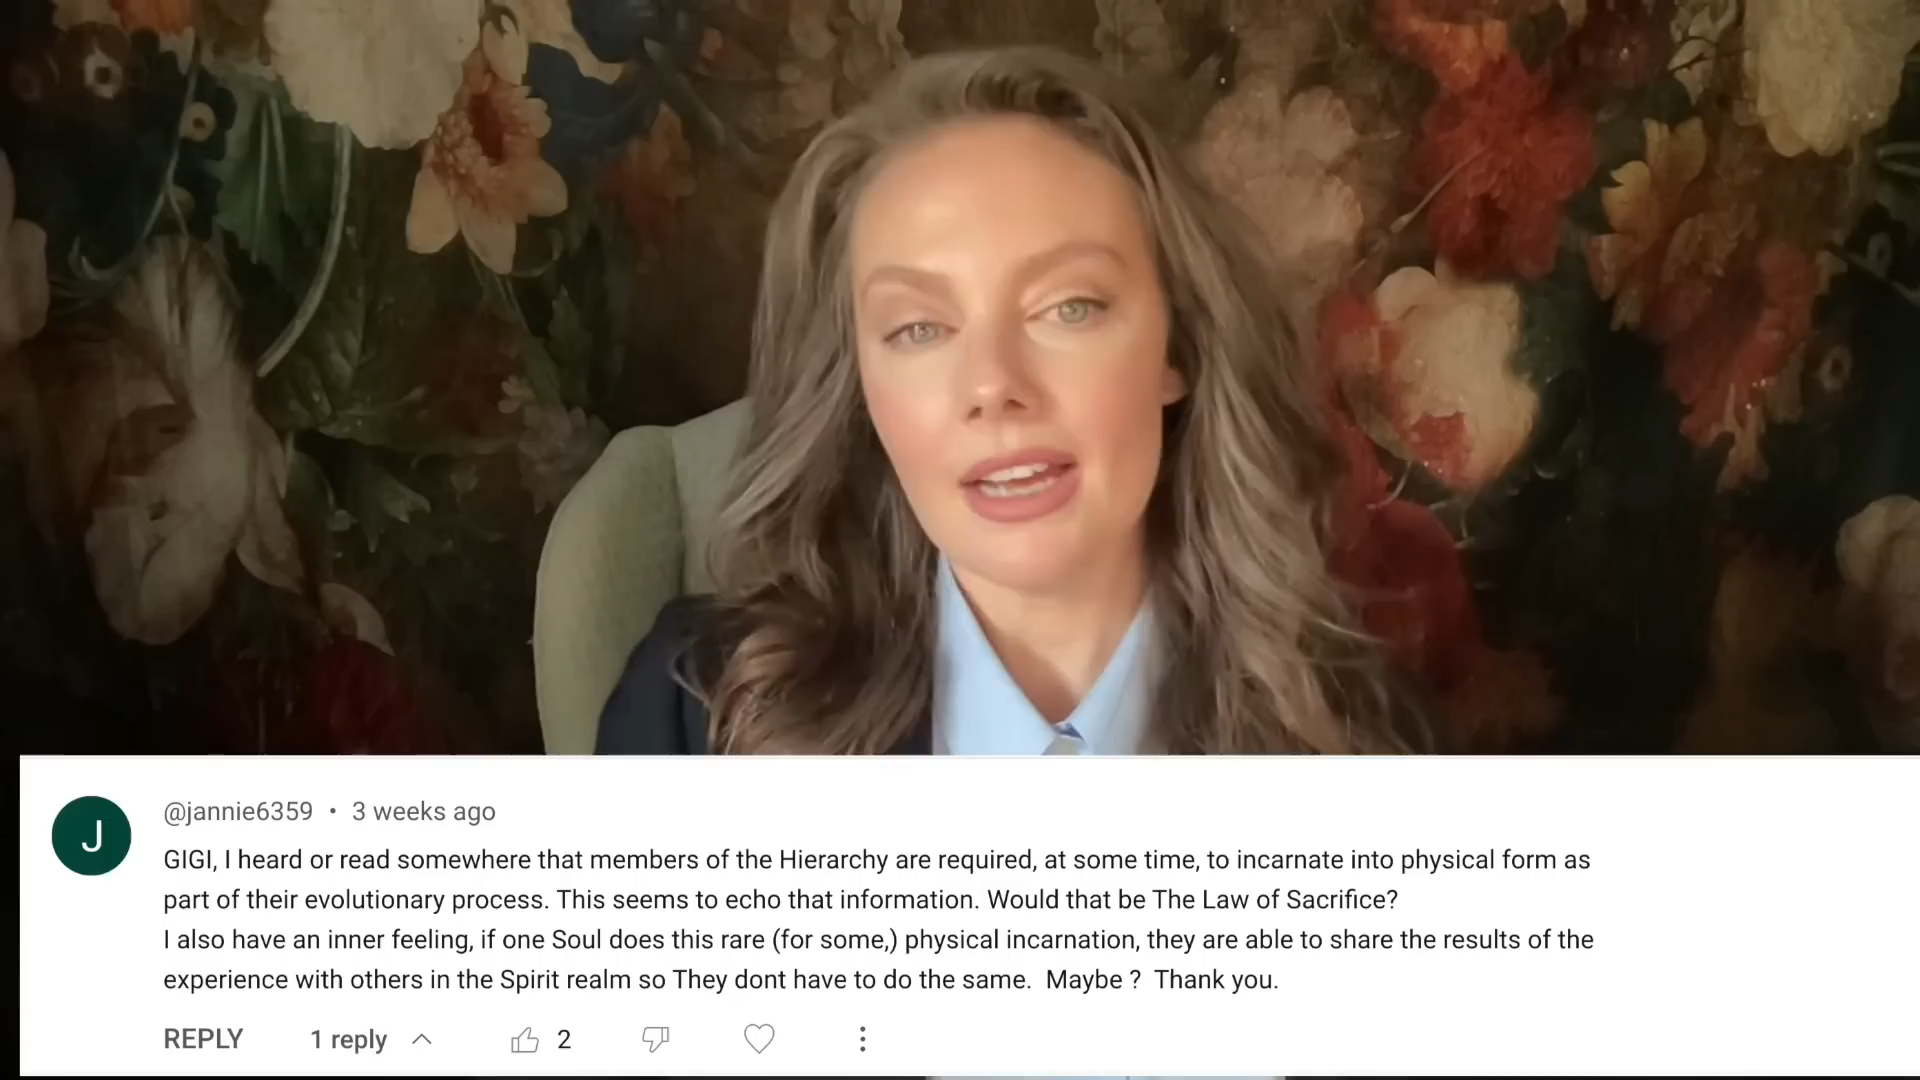 J
@jannie6359 • 3 weeks ago
GIGI, I heard or read somewhere that members of the Hierarchy are required, at some time, to incarnate into physical form as
part of their evolutionary process. This seems to echo that information. Would that be The Law of Sacrifice?
I also have an inner feeling, if one Soul does this rare (for some,) physical incarnation, they are able to share the results of the
experience with others in the Spirit realm so They dont have to do the same.  Maybe ?  Thank you.
REPLY 1 reply 2